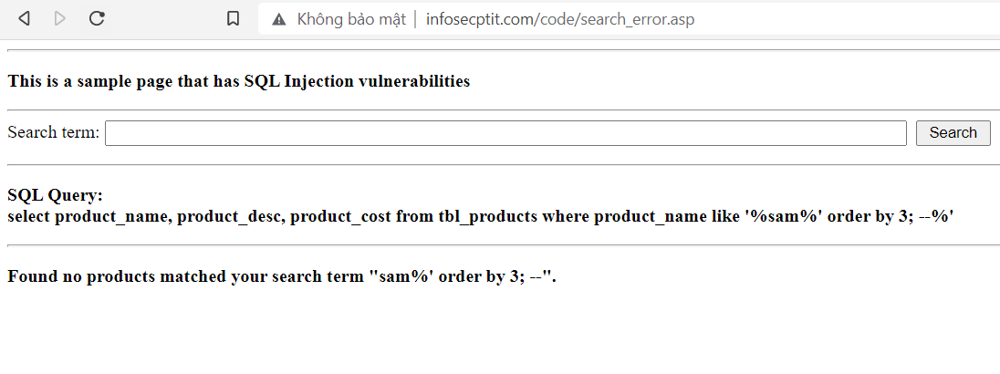 Không bảo mật | infosecptit.com/code/search_error.asp
This is a sample page that has SQL Injection vulnerabilities
Search term: Search
SQL Query:
select product_name, product_desc, product_cost from tbl_products where product_name like '%sam%' order by 3; --%'
Found no products matched your search term "sam%' order by 3; --".